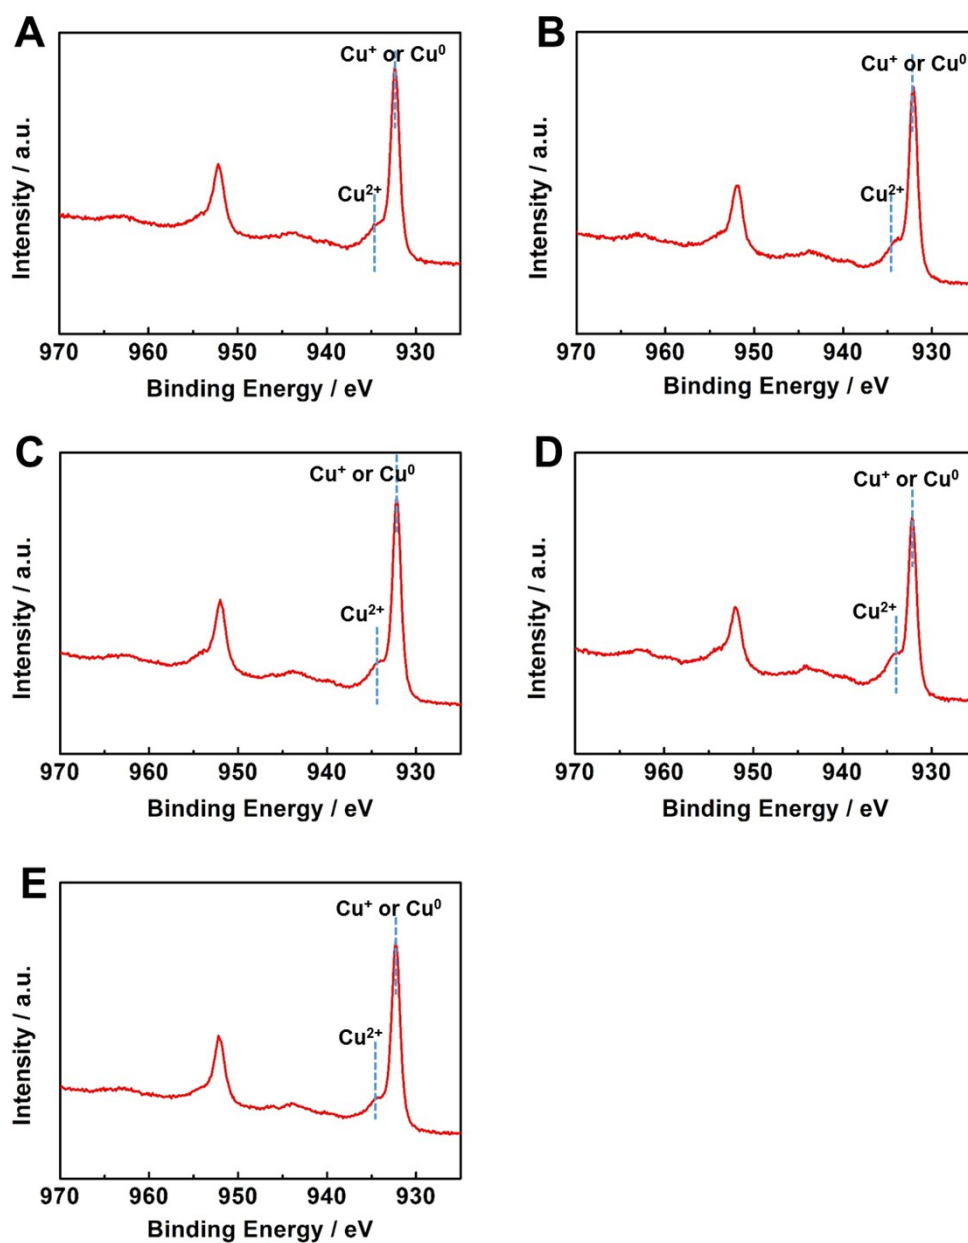 A
Cu⁺ or Cu⁰
Cu²⁺
Intensity / a.u.
970 960 950 940 930
Binding Energy / eV
B
Cu⁺ or Cu⁰
Cu²⁺
Intensity / a.u.
970 960 950 940 930
Binding Energy / eV
C
Cu⁺ or Cu⁰
Cu²⁺
Intensity / a.u.
970 960 950 940 930
Binding Energy / eV
D
Cu⁺ or Cu⁰
Cu²⁺
Intensity / a.u.
970 960 950 940 930
Binding Energy / eV
E
Cu⁺ or Cu⁰
Cu²⁺
Intensity / a.u.
970 960 950 940 930
Binding Energy / eV